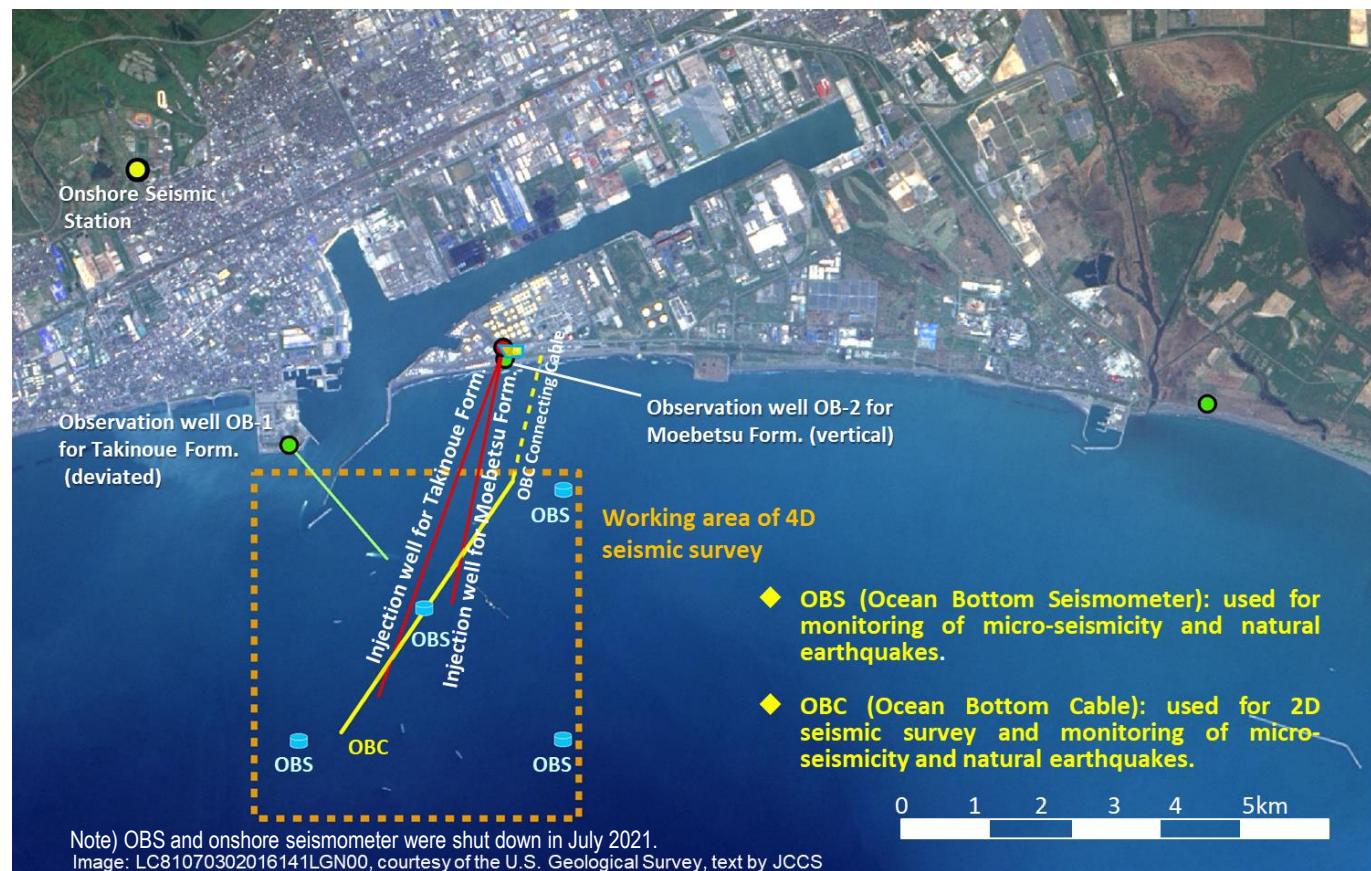 Onshore Seismic
Station
Observation well OB-1
for Takinoue Form.
(deviated)
Injection well for Takinoue Form.
Injection well for Moebetsu Form.
OBC Connecting Cable
Observation well OB-2 for
Moebetsu Form. (vertical)
OBS
Working area of 4D
seismic survey
OBS
OBS
OBC
OBS
◆ OBS (Ocean Bottom Seismometer): used for
monitoring of micro-seismicity and natural
earthquakes.
◆ OBC (Ocean Bottom Cable): used for 2D
seismic survey and monitoring of micro-
seismicity and natural earthquakes.
0 1 2 3 4 5km
Note) OBS and onshore seismometer were shut down in July 2021.
Image: LC81070302016141LGN00, courtesy of the U.S. Geological Survey, text by JCCS